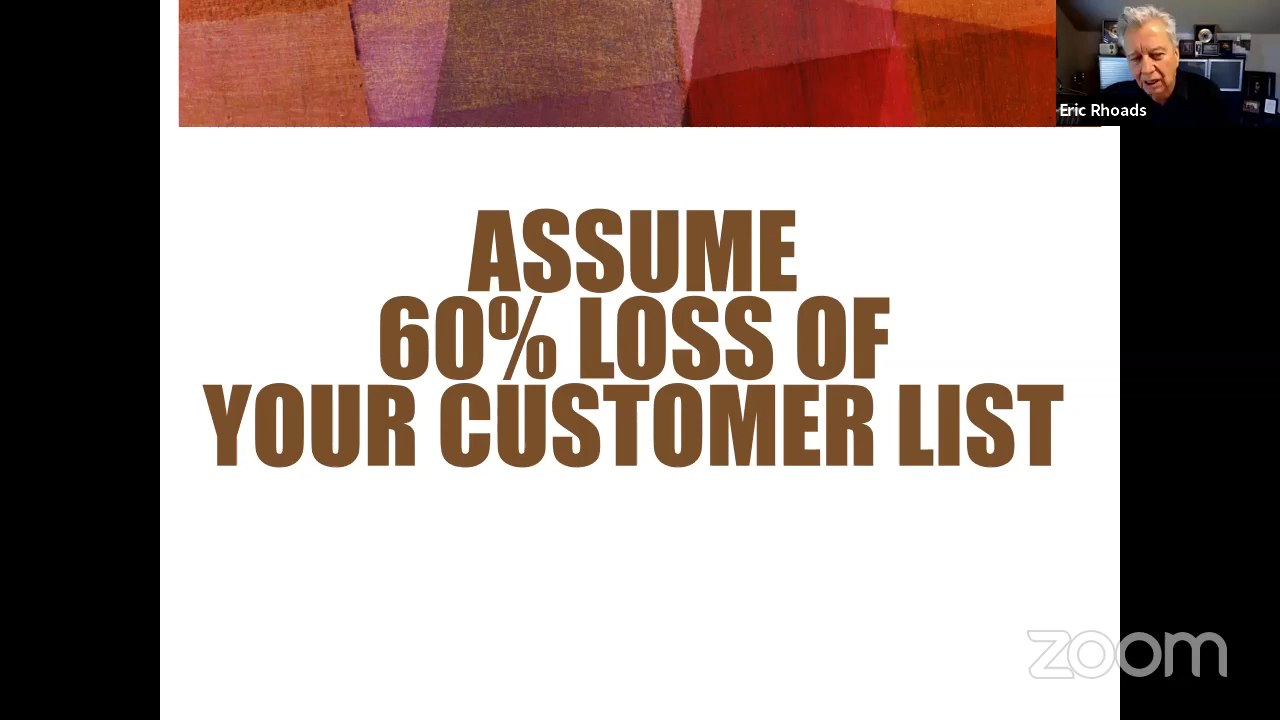 Eric Rhoads
ASSUME
60% LOSS OF
YOUR CUSTOMER LIST
zoom